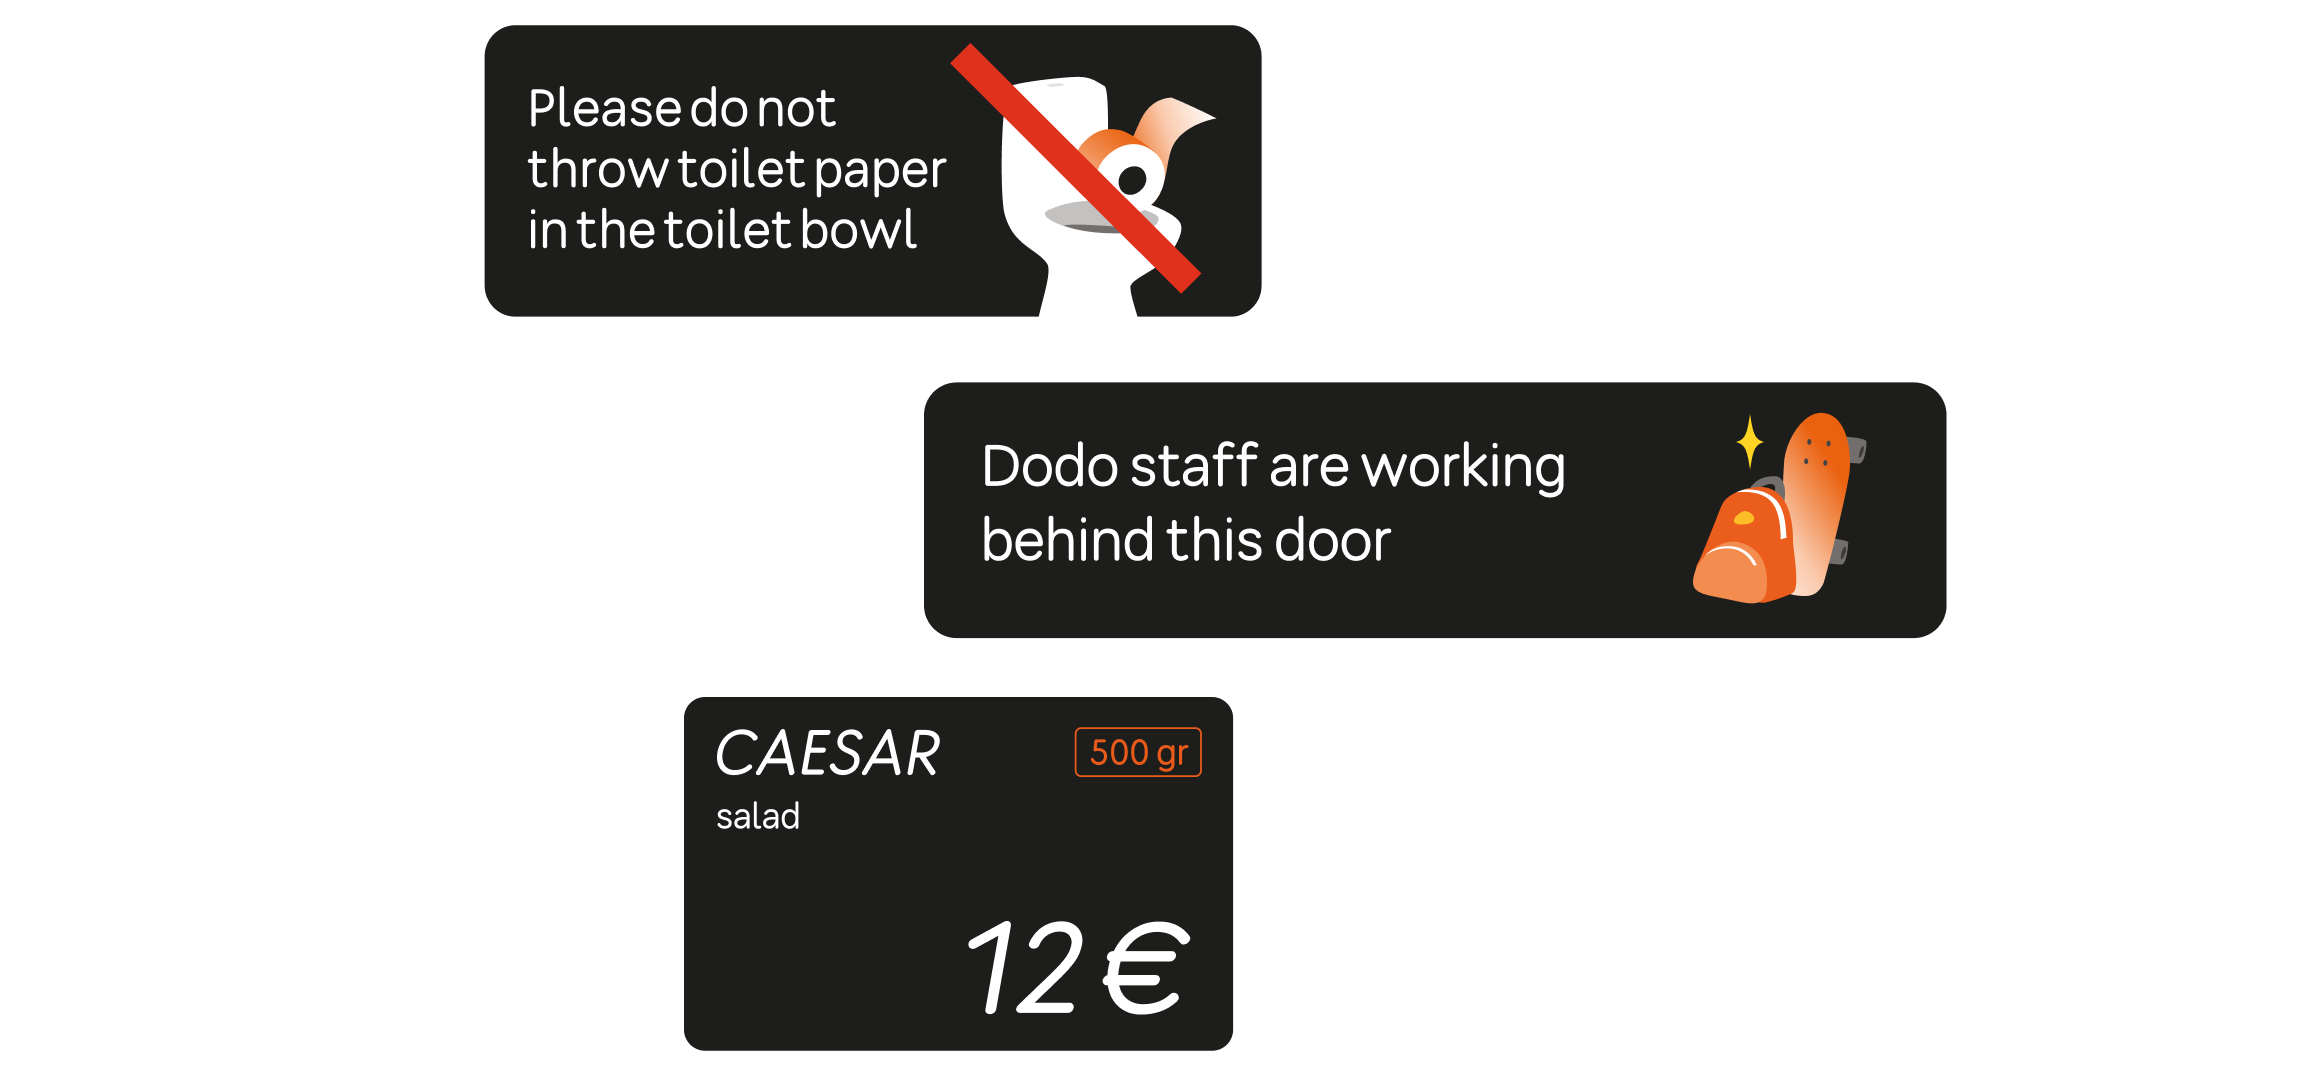 Please do not
throw toilet paper
in the toilet bowl
Dodo staff are working
behind this door
CAESAR
500 gr
salad
12 €